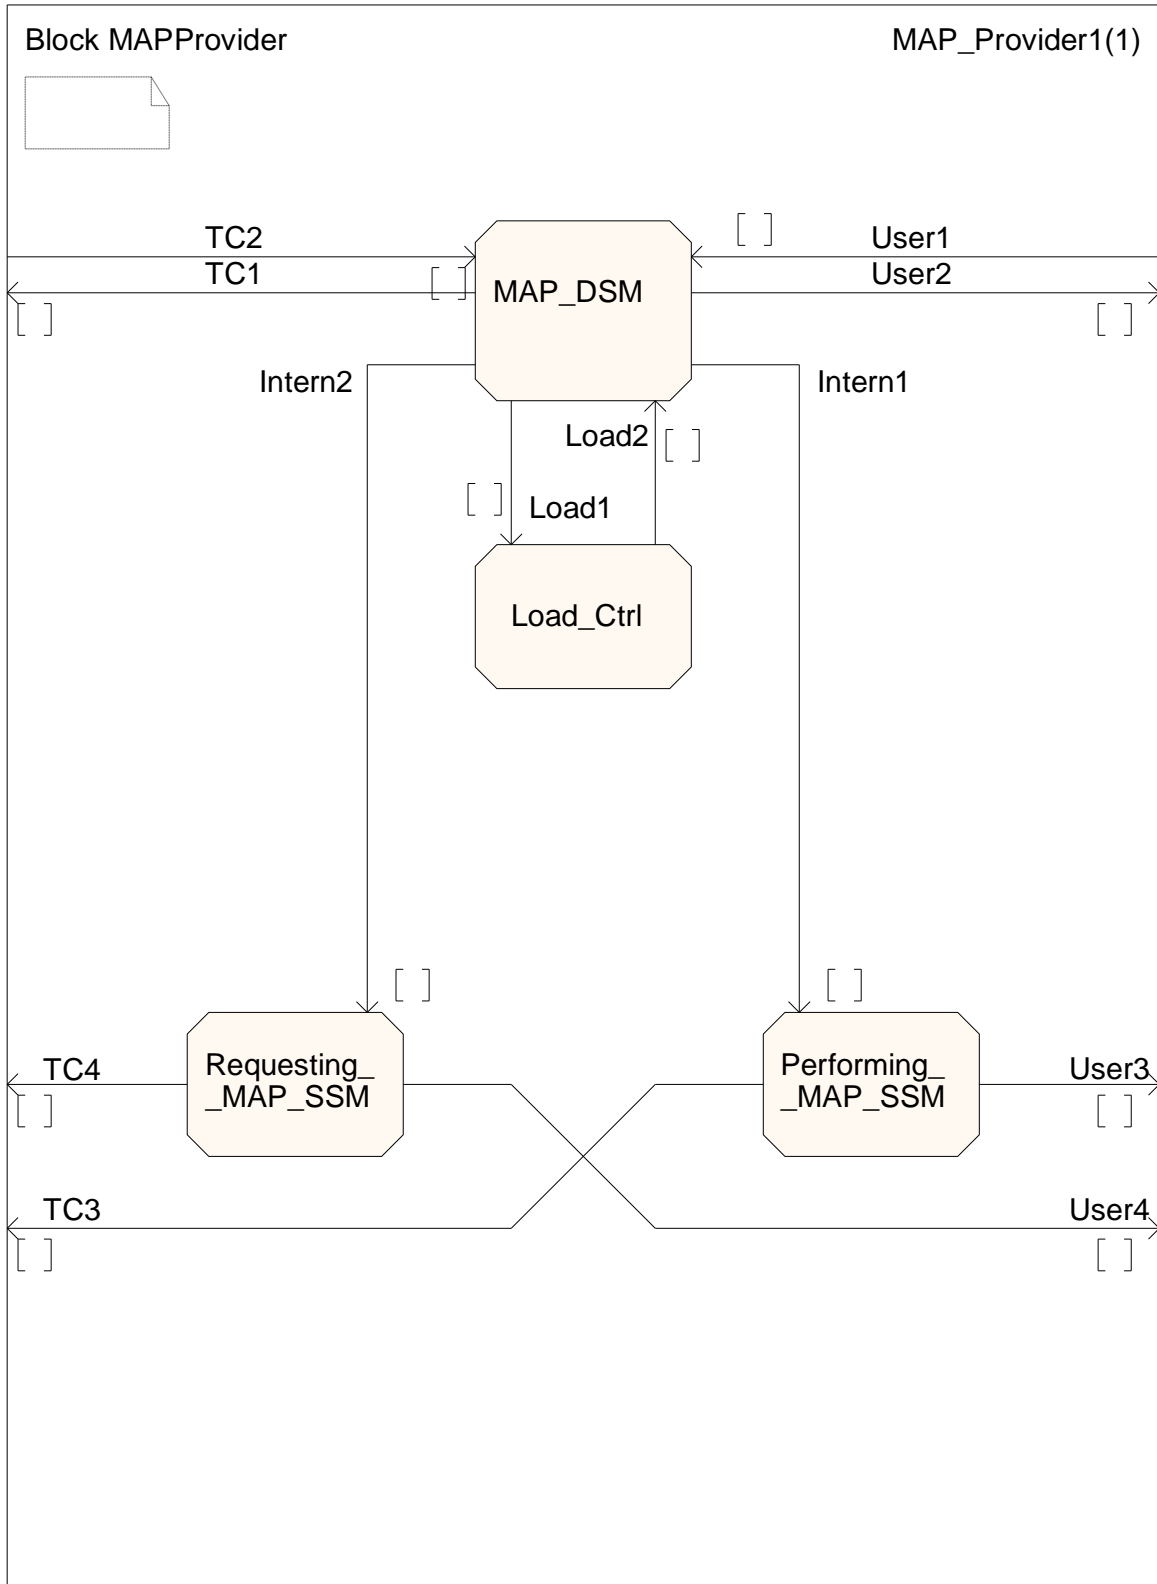 Block MAPProvider
MAP_Provider1(1)
TC2
[ ]
User1
TC1
[ ]
MAP_DSM
User2
[ ]
[ ]
Intern2
Intern1
Load2
[ ]
[ ]
Load1
Load_Ctrl
[ ]
[ ]
TC4
Requesting_
_MAP_SSM
Performing_
_MAP_SSM
User3
[ ]
[ ]
TC3
User4
[ ]
[ ]